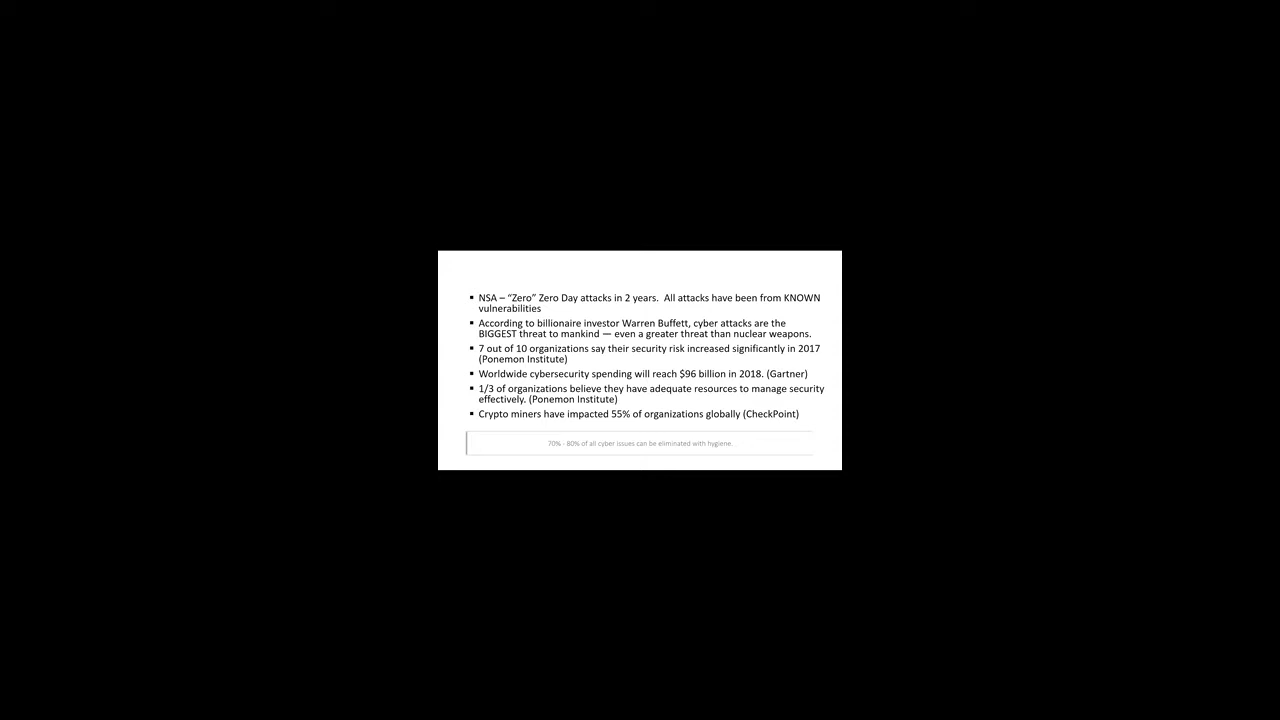 ▪ NSA – “Zero” Zero Day attacks in 2 years.  All attacks have been from KNOWN
vulnerabilities
▪ According to billionaire investor Warren Buffett, cyber attacks are the
BIGGEST threat to mankind — even a greater threat than nuclear weapons.
▪ 7 out of 10 organizations say their security risk increased significantly in 2017
(Ponemon Institute)
▪ Worldwide cybersecurity spending will reach $96 billion in 2018. (Gartner)
▪ 1/3 of organizations believe they have adequate resources to manage security
effectively. (Ponemon Institute)
▪ Crypto miners have impacted 55% of organizations globally (CheckPoint)
70% - 80% of all cyber issues can be eliminated with hygiene.